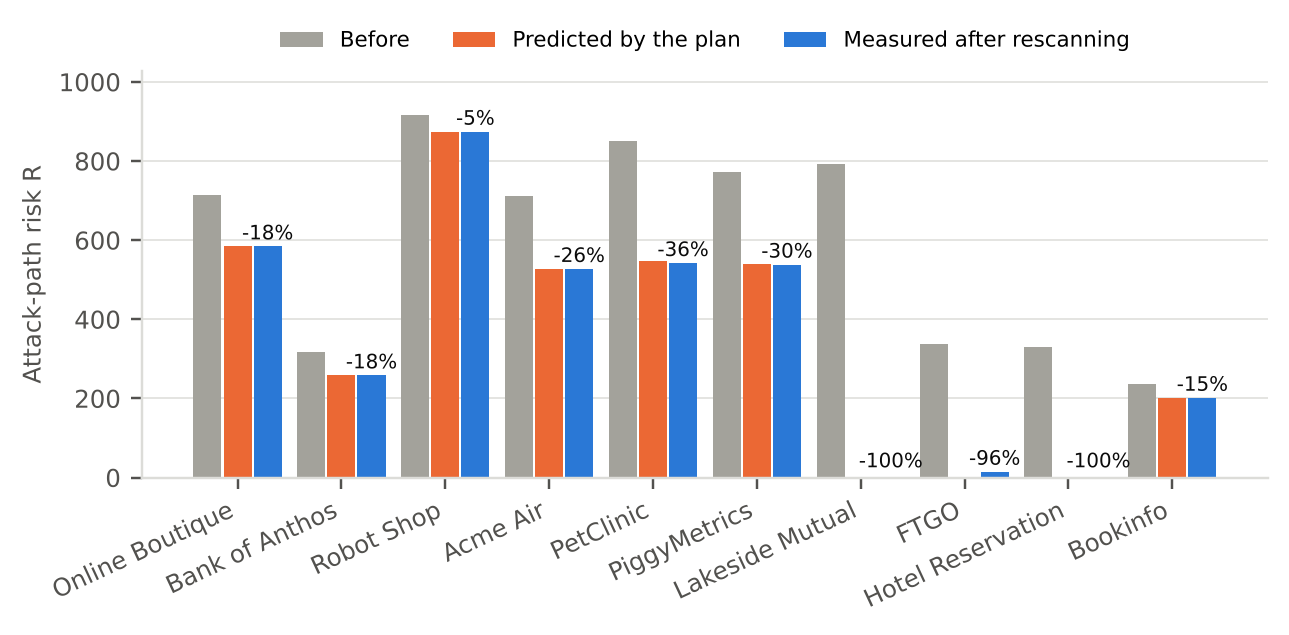 Before Predicted by the plan Measured after rescanning
Attack-path risk R
1000
800
600
400
200
0
-18%
-18%
-5%
-26%
-36%
-30%
-100%
-96%
-100%
-15%
Online Boutique
Bank of Anthos
Robot Shop
Acme Air
PetClinic
PiggyMetrics
Lakeside Mutual
FTGO
Hotel Reservation
Bookinfo